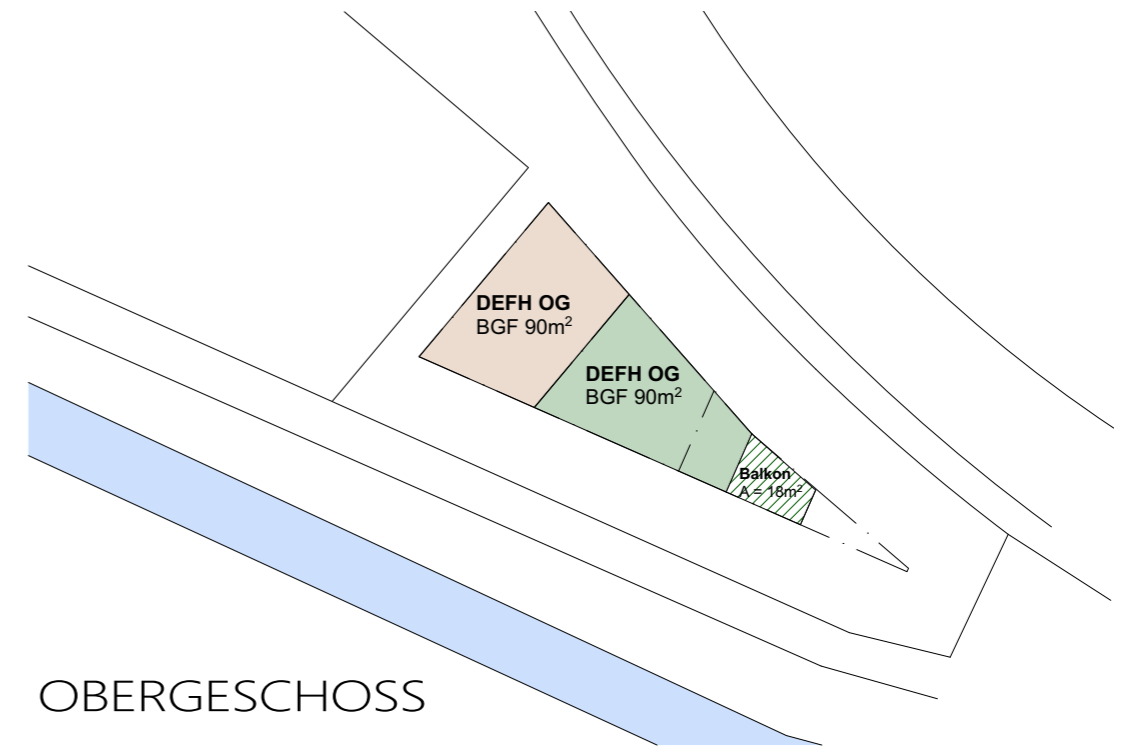 DEFH OG
BGF 90m²
DEFH OG
BGF 90m²
Balkon
A = 18m²
OBERGESCHOSS